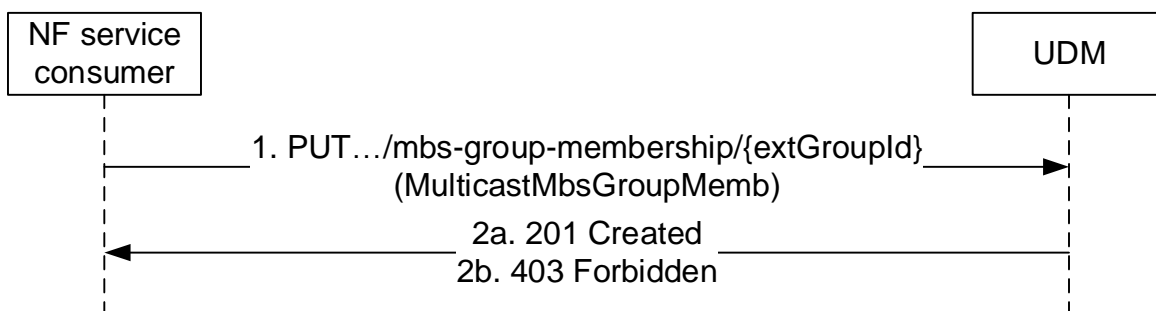 NF service
consumer
UDM
1. PUT…/mbs-group-membership/{extGroupId}
(MulticastMbsGroupMemb)
2a. 201 Created
2b. 403 Forbidden